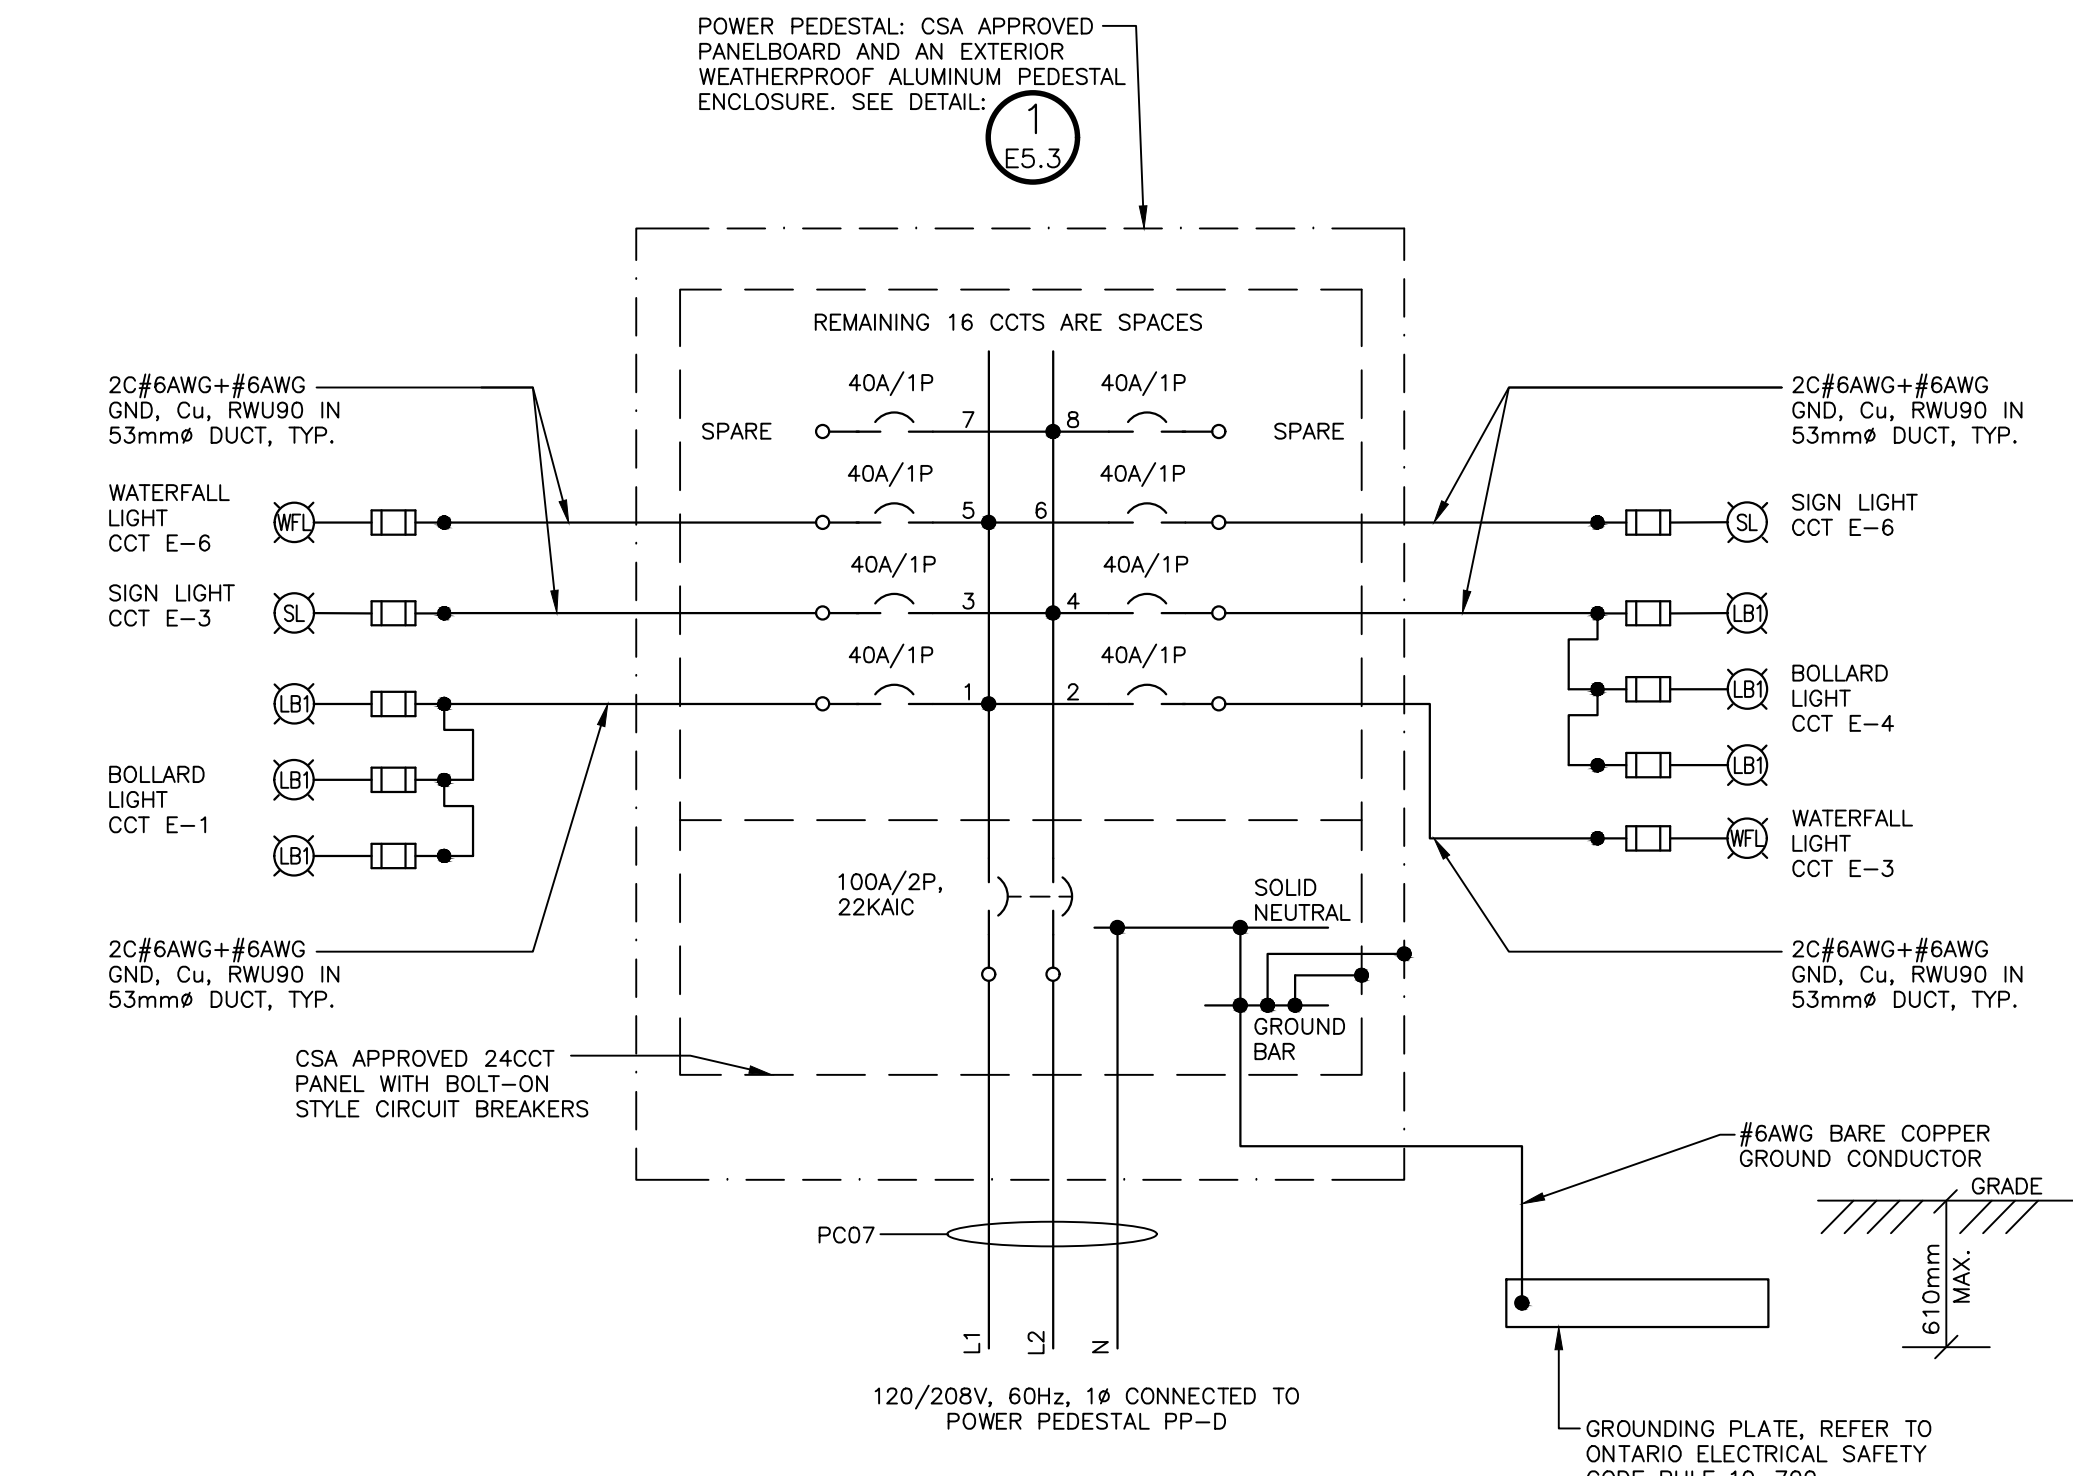 POWER PEDESTAL: CSA APPROVED
PANELBOARD AND AN EXTERIOR
WEATHERPROOF ALUMINUM PEDESTAL
ENCLOSURE. SEE DETAIL:
1
E5.3
REMAINING 16 CCTS ARE SPACES
2C#6AWG+#6AWG
GND, Cu, RWU90 IN
53mmø DUCT, TYP.
40A/1P
40A/1P
2C#6AWG+#6AWG
GND, Cu, RWU90 IN
53mmø DUCT, TYP.
SPARE
7
8
SPARE
40A/1P
40A/1P
WATERFALL
LIGHT
CCT E-6
WFL
5
6
SL
SIGN LIGHT
CCT E-6
40A/1P
40A/1P
SIGN LIGHT
CCT E-3
SL
3
4
LB1
40A/1P
40A/1P
LB1
1
2
LB1
BOLLARD
LIGHT
CCT E-4
BOLLARD
LIGHT
CCT E-1
LB1
LB1
LB1
WFL
WATERFALL
LIGHT
CCT E-3
100A/2P,
22KAIC
SOLID
NEUTRAL
2C#6AWG+#6AWG
GND, Cu, RWU90 IN
53mmø DUCT, TYP.
2C#6AWG+#6AWG
GND, Cu, RWU90 IN
53mmø DUCT, TYP.
GROUND
BAR
CSA APPROVED 24CCT
PANEL WITH BOLT-ON
STYLE CIRCUIT BREAKERS
#6AWG BARE COPPER
GROUND CONDUCTOR
GRADE
PC07
610mm
MAX.
L1
L2
N
120/208V, 60Hz, 1ø CONNECTED TO
POWER PEDESTAL PP-D
GROUNDING PLATE, REFER TO
ONTARIO ELECTRICAL SAFETY